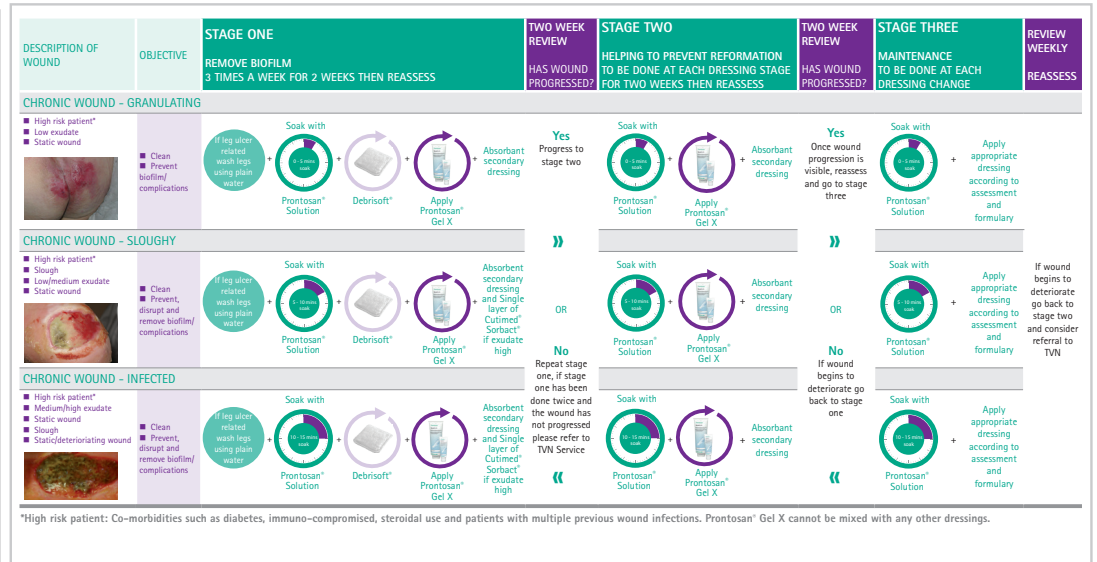 DESCRIPTION OF
WOUND
OBJECTIVE
STAGE ONE
REMOVE BIOFILM
3 TIMES A WEEK FOR 2 WEEKS THEN REASSESS
TWO WEEK
REVIEW
HAS WOUND
PROGRESSED?
STAGE TWO
HELPING TO PREVENT REFORMATION
TO BE DONE AT EACH DRESSING STAGE
FOR TWO WEEKS THEN REASSESS
TWO WEEK
REVIEW
HAS WOUND
PROGRESSED?
STAGE THREE
MAINTENANCE
TO BE DONE AT EACH
DRESSING CHANGE
REVIEW
WEEKLY
REASSESS
CHRONIC WOUND - GRANULATING
■ High risk patient*
■ Low exudate
■ Static wound
■ Clean
■ Prevent
biofilm/
complications
If leg ulcer
related
wash legs
using plain
water
+
Soak with
0-5 mins
soak
Prontosan®
Solution
+
Debrisoft®
+
Apply
Prontosan®
Gel X
+
Absorbant
secondary
dressing
Yes
Progress to
stage two
Soak with
0-5 mins
soak
Prontosan®
Solution
+
Apply
Prontosan®
Gel X
+
Absorbant
secondary
dressing
Yes
Once wound
progression is
visible, reassess
and go to stage
three
Soak with
0-5 mins
soak
Prontosan®
Solution
+
Apply
appropriate
dressing
according to
assessment
and
formulary
CHRONIC WOUND - SLOUGHY
■ High risk patient*
■ Slough
■ Low/medium exudate
■ Static wound
■ Clean
■ Prevent,
disrupt and
remove biofilm/
complications
If leg ulcer
related
wash legs
using plain
water
+
Soak with
5-10 mins
soak
Prontosan®
Solution
+
Debrisoft®
+
Apply
Prontosan®
Gel X
+
Absorbent
secondary
dressing
and Single
layer of
Cutimed®
Sorbact®
if exudate
high
»
OR
No
Repeat stage
one, if stage
one has been
done twice and
the wound has
not progressed
please refer to
TVN Service
«
Soak with
5-10 mins
soak
Prontosan®
Solution
+
Apply
Prontosan®
Gel X
+
Absorbant
secondary
dressing
»
OR
No
If wound
begins to
deteriorate go
back to stage
one
«
Soak with
5-10 mins
soak
Prontosan®
Solution
+
Apply
appropriate
dressing
according to
assessment
and
formulary
If wound
begins to
deteriorate
go back to
stage two
and consider
referral to
TVN
CHRONIC WOUND - INFECTED
■ High risk patient*
■ Medium/high exudate
■ Static wound
■ Slough
■ Static/deteriorating wound
■ Clean
■ Prevent,
disrupt and
remove biofilm/
complications
If leg ulcer
related
wash legs
using plain
water
+
Soak with
10-15 mins
soak
Prontosan®
Solution
+
Debrisoft®
+
Apply
Prontosan®
Gel X
+
Absorbent
secondary
dressing
and Single
layer of
Cutimed®
Sorbact®
if exudate
high
Soak with
10-15 mins
soak
Prontosan®
Solution
+
Apply
Prontosan®
Gel X
+
Absorbant
secondary
dressing
Soak with
10-15 mins
soak
Prontosan®
Solution
+
Apply
appropriate
dressing
according to
assessment
and
formulary
*High risk patient: Co-morbidities such as diabetes, immuno-compromised, steroidal use and patients with multiple previous wound infections. Prontosan® Gel X cannot be mixed with any other dressings.